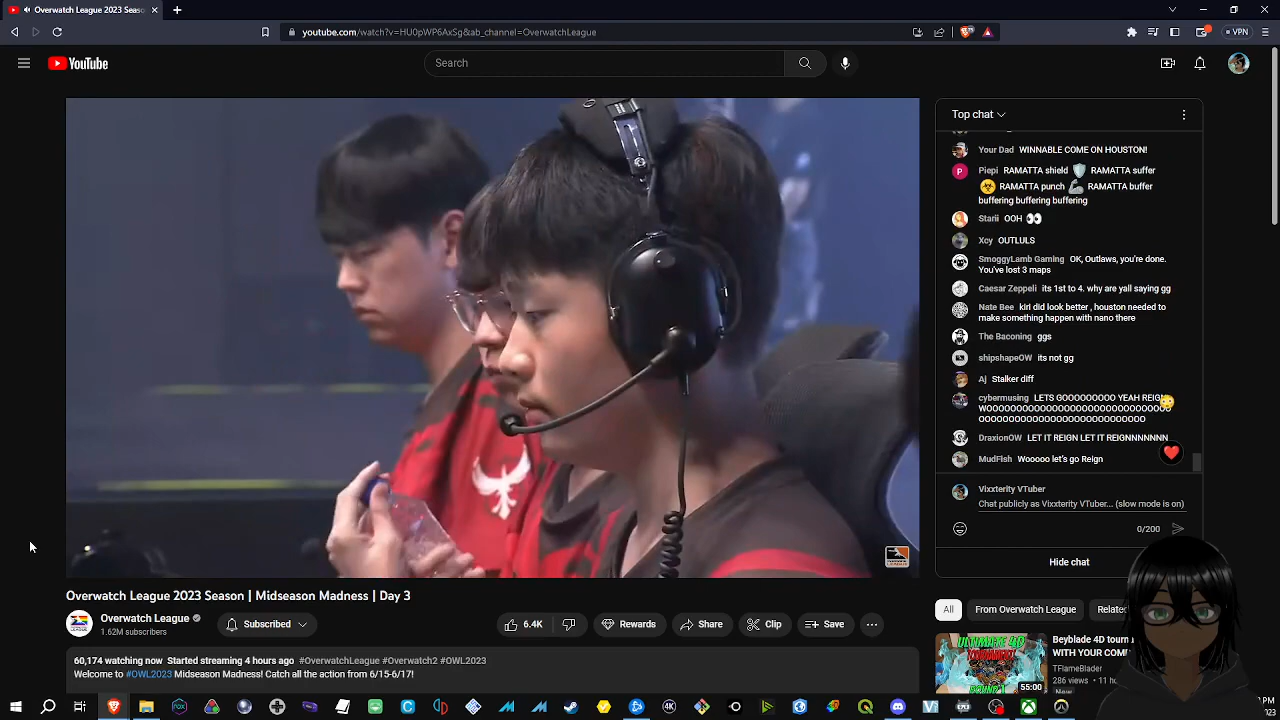 Overwatch League 2023 Seas
youtube.com/watch?v=HU0pWP6AxSg&ab_channel=OverwatchLeague
VPN
YouTube
Search
Top chat
Your Dad WINNABLE COME ON HOUSTON!
Piepi RAMATTA shield RAMATTA suffer
RAMATTA punch RAMATTA buffer
buffering buffering buffering
Starii OOH
Xcy OUTLULS
SmoggyLamb Gaming OK, Outlaws, you're done.
You've lost 3 maps
Caesar Zeppeli its 1st to 4. why are yall saying gg
Nate Bee kiri did look better , houston needed to
make something happen with nano there
The Baconing ggs
shipshapeOW its not gg
Aj Stalker diff
cybermusing LETS GOOOOOOOOO YEAH REIGN
WOOOOOOOOOOOOOOOOOOOOOOOOOOO
OOOOOOOOOOOOOOOOOOOOOOOO
DraxionOW LET IT REIGN LET IT REIGNNNNNNN
MudFish Wooooo let's go Reign
Vixxterity VTuber
Chat publicly as Vixxterity VTuber... (slow mode is on)
0/200
Hide chat
Overwatch League 2023 Season | Midseason Madness | Day 3
Overwatch League
1.62M subscribers
Subscribed
6.4K
Rewards
Share
Clip
Save
All
From Overwatch League
Relate
60,174 watching now Started streaming 4 hours ago #OverwatchLeague #Overwatch2 #OWL2023
Welcome to #OWL2023 Midseason Madness! Catch all the action from 6/15-6/17!
Beyblade 4D tourn
WITH YOUR COM
TFlameBlader
286 views • 11 h
New
55:00
4K
PM